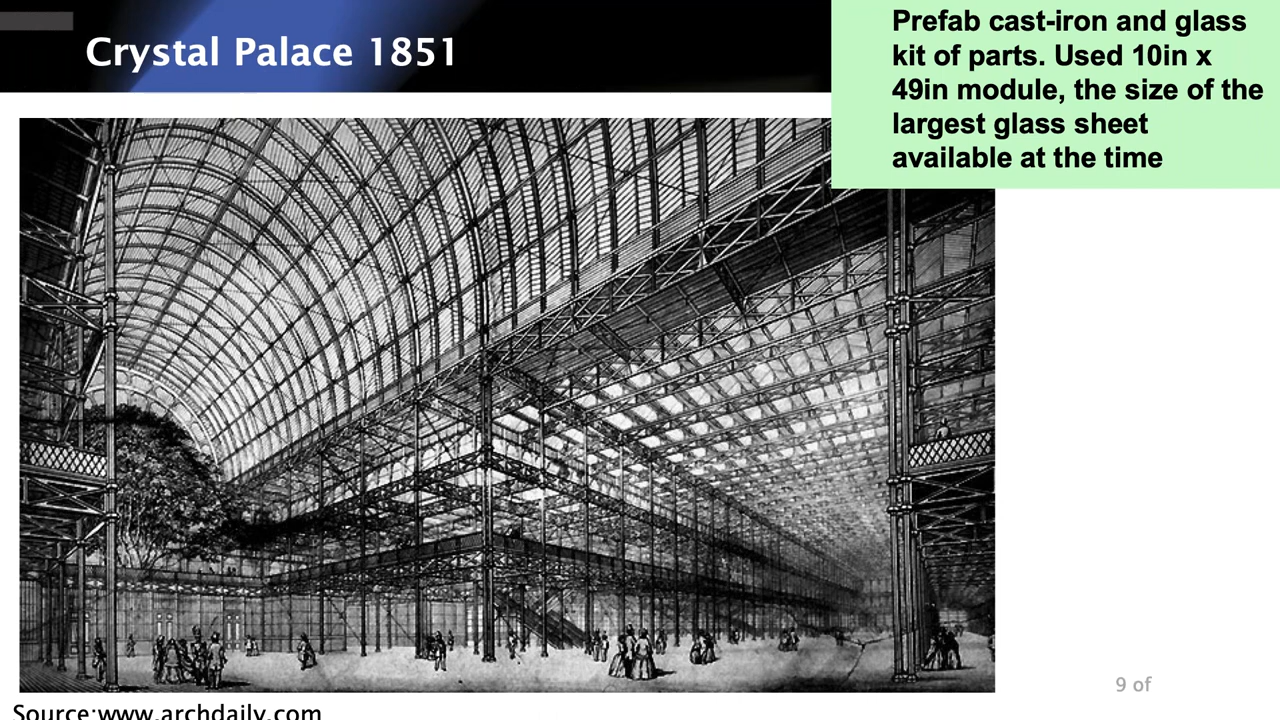 Crystal Palace 1851
Prefab cast-iron and glass
kit of parts. Used 10in x
49in module, the size of the
largest glass sheet
available at the time
9 of
Source:www.archdaily.com